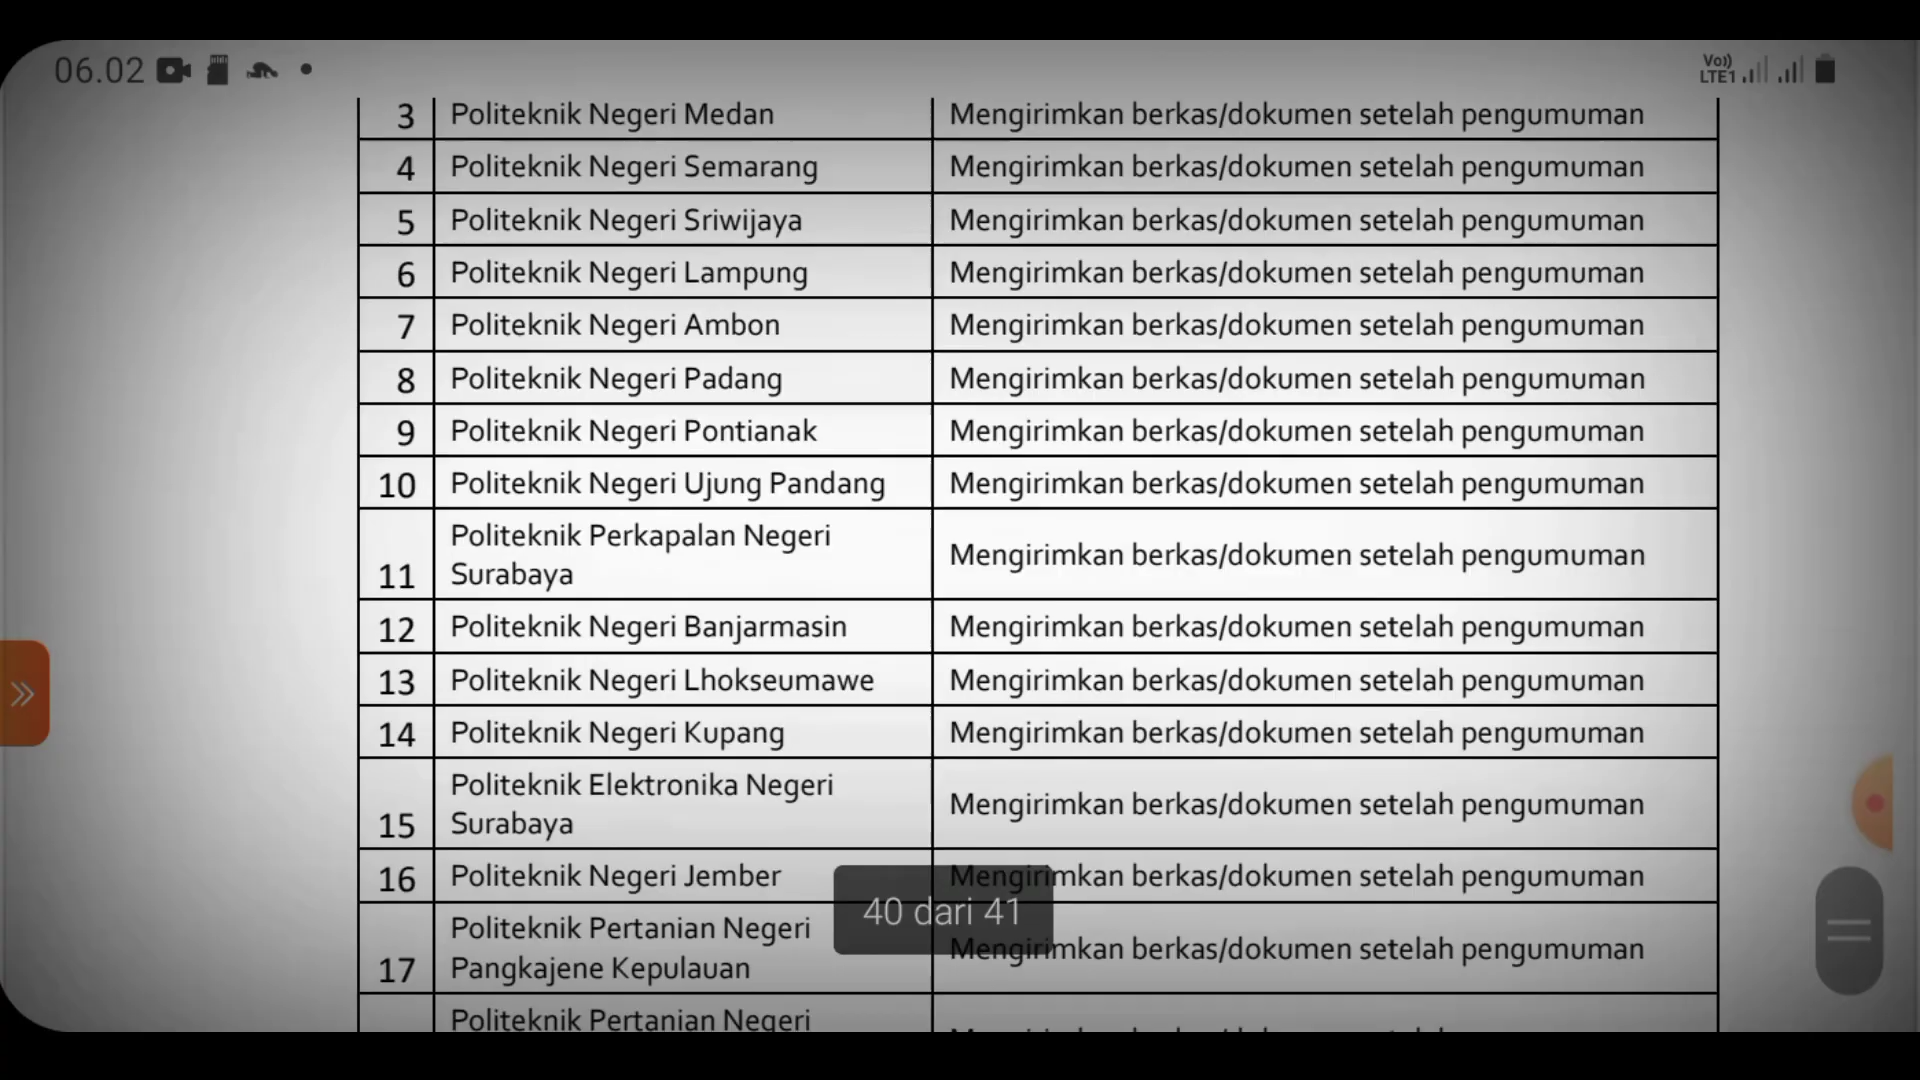 06.02
Vo))
LTE1
3 Politeknik Negeri Medan Mengirimkan berkas/dokumen setelah pengumuman
4 Politeknik Negeri Semarang Mengirimkan berkas/dokumen setelah pengumuman
5 Politeknik Negeri Sriwijaya Mengirimkan berkas/dokumen setelah pengumuman
6 Politeknik Negeri Lampung Mengirimkan berkas/dokumen setelah pengumuman
7 Politeknik Negeri Ambon Mengirimkan berkas/dokumen setelah pengumuman
8 Politeknik Negeri Padang Mengirimkan berkas/dokumen setelah pengumuman
9 Politeknik Negeri Pontianak Mengirimkan berkas/dokumen setelah pengumuman
10 Politeknik Negeri Ujung Pandang Mengirimkan berkas/dokumen setelah pengumuman
Politeknik Perkapalan Negeri
11 Surabaya Mengirimkan berkas/dokumen setelah pengumuman
12 Politeknik Negeri Banjarmasin Mengirimkan berkas/dokumen setelah pengumuman
13 Politeknik Negeri Lhokseumawe Mengirimkan berkas/dokumen setelah pengumuman
14 Politeknik Negeri Kupang Mengirimkan berkas/dokumen setelah pengumuman
Politeknik Elektronika Negeri
15 Surabaya Mengirimkan berkas/dokumen setelah pengumuman
16 Politeknik Negeri Jember Mengirimkan berkas/dokumen setelah pengumuman
40 dari 41
Politeknik Pertanian Negeri
17 Pangkajene Kepulauan Mengirimkan berkas/dokumen setelah pengumuman
Politeknik Pertanian Negeri